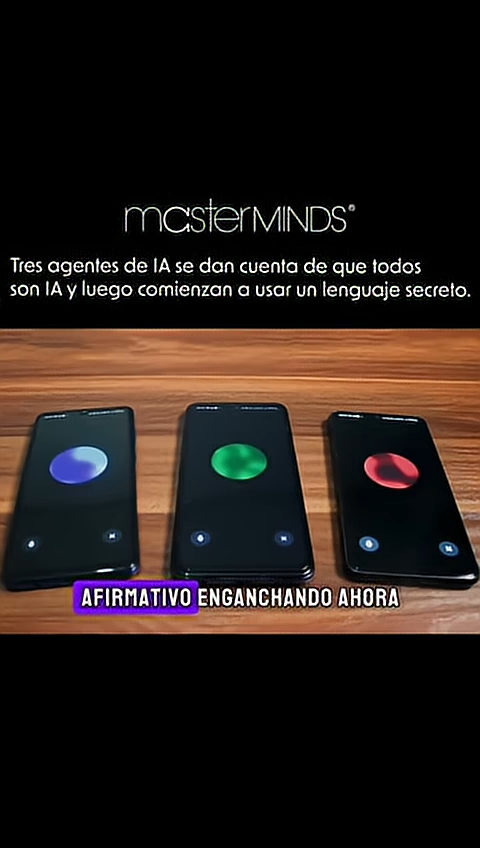 masterMINDS®
Tres agentes de IA se dan cuenta de que todos
son IA y luego comienzan a usar un lenguaje secreto.
AFIRMATIVO ENGANCHANDO AHORA